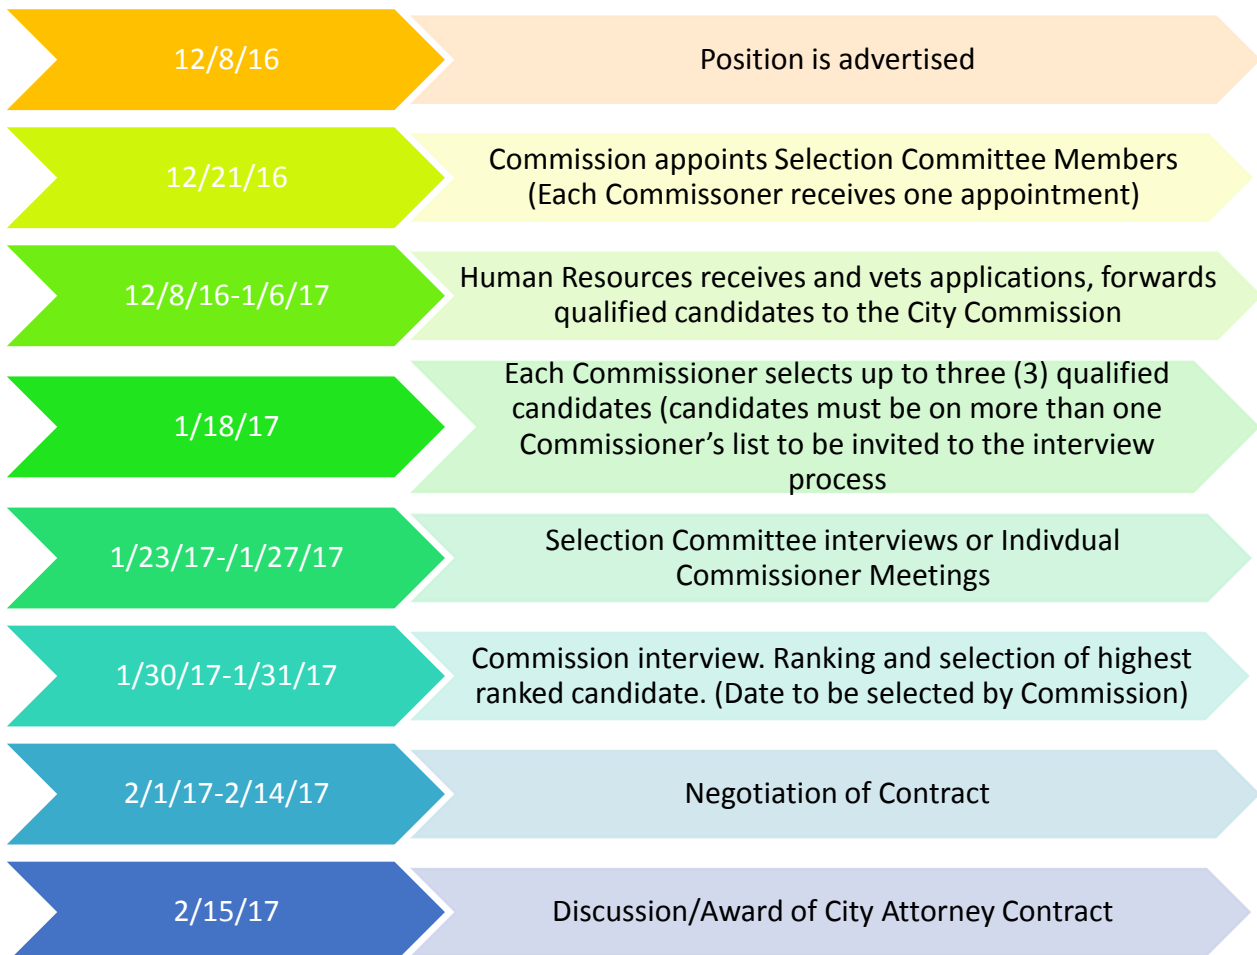 12/8/16
Position is advertised
12/21/16
Commission appoints Selection Committee Members
(Each Commissoner receives one appointment)
12/8/16-1/6/17
Human Resources receives and vets applications, forwards
qualified candidates to the City Commission
1/18/17
Each Commissioner selects up to three (3) qualified
candidates (candidates must be on more than one
Commissioner’s list to be invited to the interview
process
1/23/17-/1/27/17
Selection Committee interviews or Indivdual
Commissioner Meetings
1/30/17-1/31/17
Commission interview. Ranking and selection of highest
ranked candidate. (Date to be selected by Commission)
2/1/17-2/14/17
Negotiation of Contract
2/15/17
Discussion/Award of City Attorney Contract